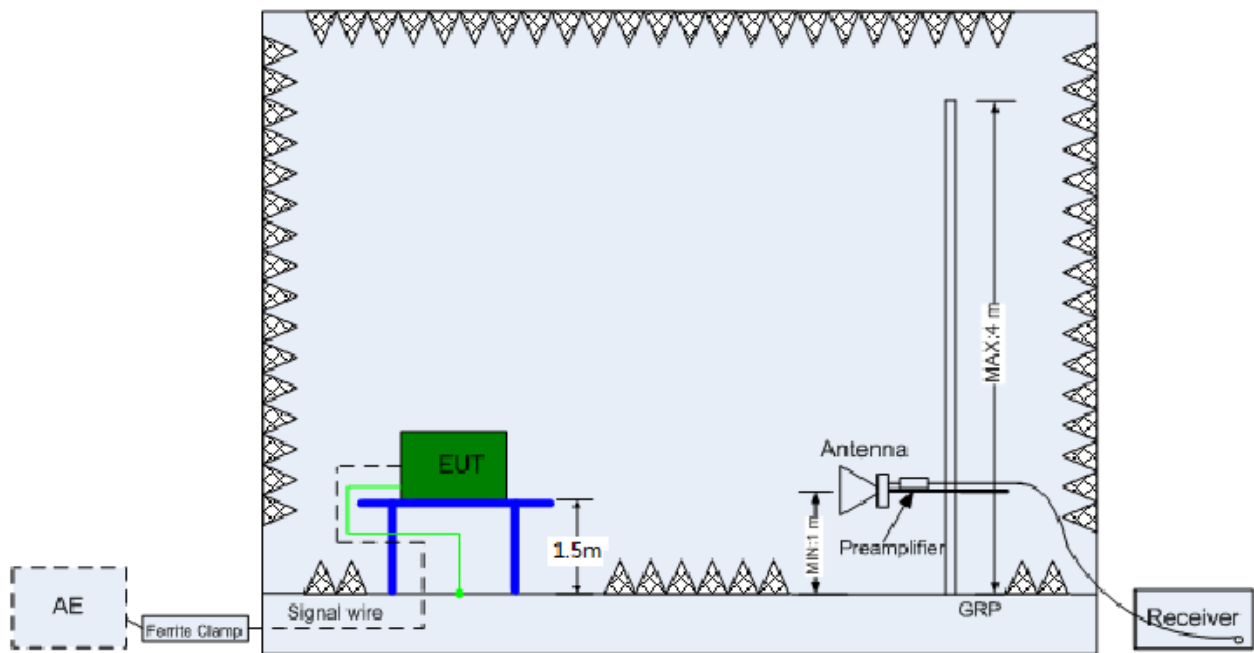 MAX:4 m
EUT
Antenna
1.5m
MIN:1 m
Preamplifier
AE
Ferrite Clamp
Signal wire
GRP
Receiver